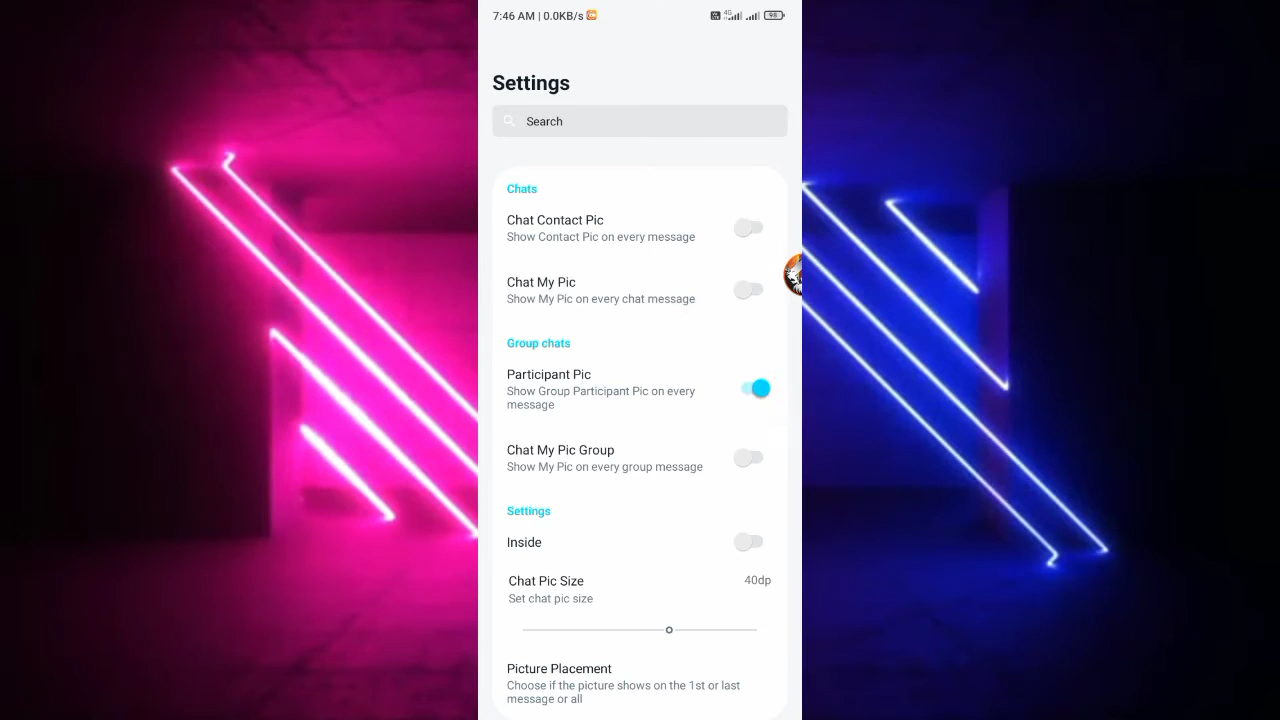 7:46 AM | 0.0KB/s
4G
98
Settings
Search
Chats
Chat Contact Pic
Show Contact Pic on every message
Chat My Pic
Show My Pic on every chat message
Group chats
Participant Pic
Show Group Participant Pic on every
message
Chat My Pic Group
Show My Pic on every group message
Settings
Inside
Chat Pic Size
40dp
Set chat pic size
Picture Placement
Choose if the picture shows on the 1st or last
message or all